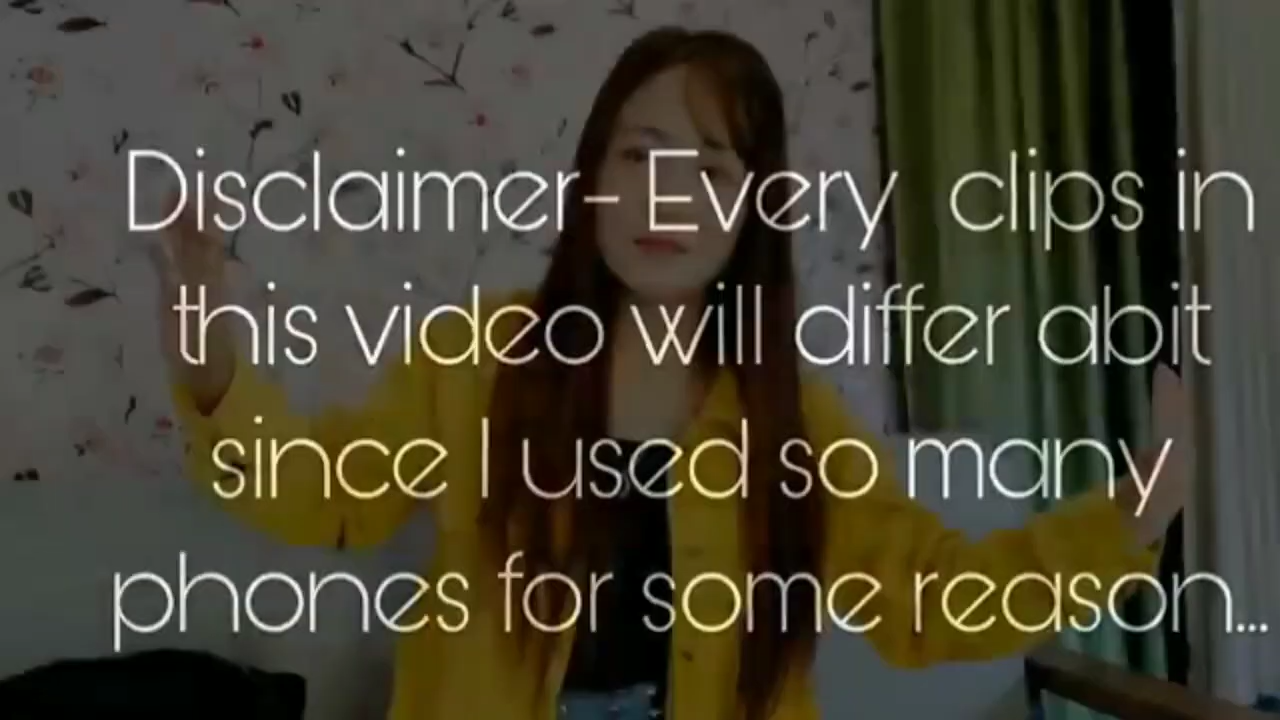 Disclaimer- Every clips in
this video will differ abit
since I used so many
phones for some reason...